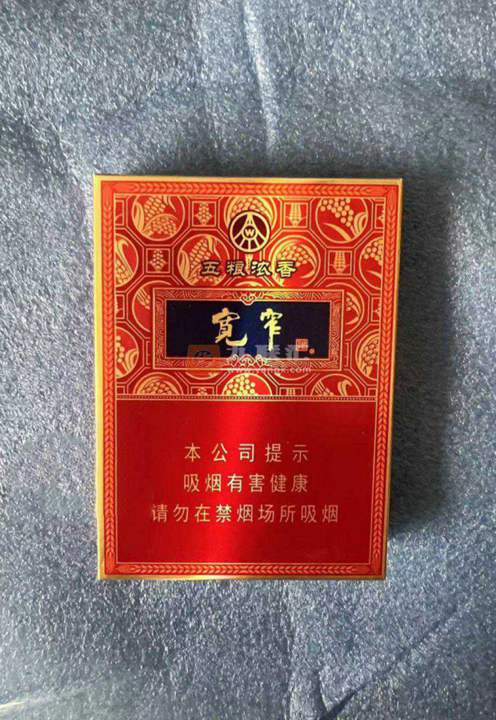 五粮浓香
宽窄
本公司提示
吸烟有害健康
请勿在禁烟场所吸烟